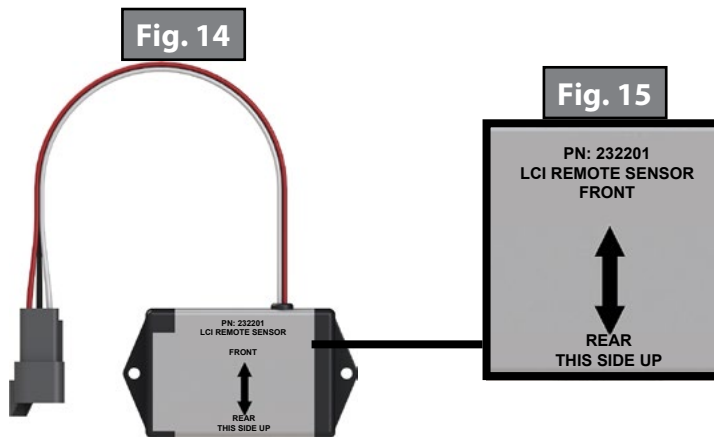 Fig. 14
Fig. 15
PN: 232201
LCI REMOTE SENSOR
FRONT
REAR
THIS SIDE UP
PN: 232201
LCI REMOTE SENSOR
FRONT
REAR
THIS SIDE UP